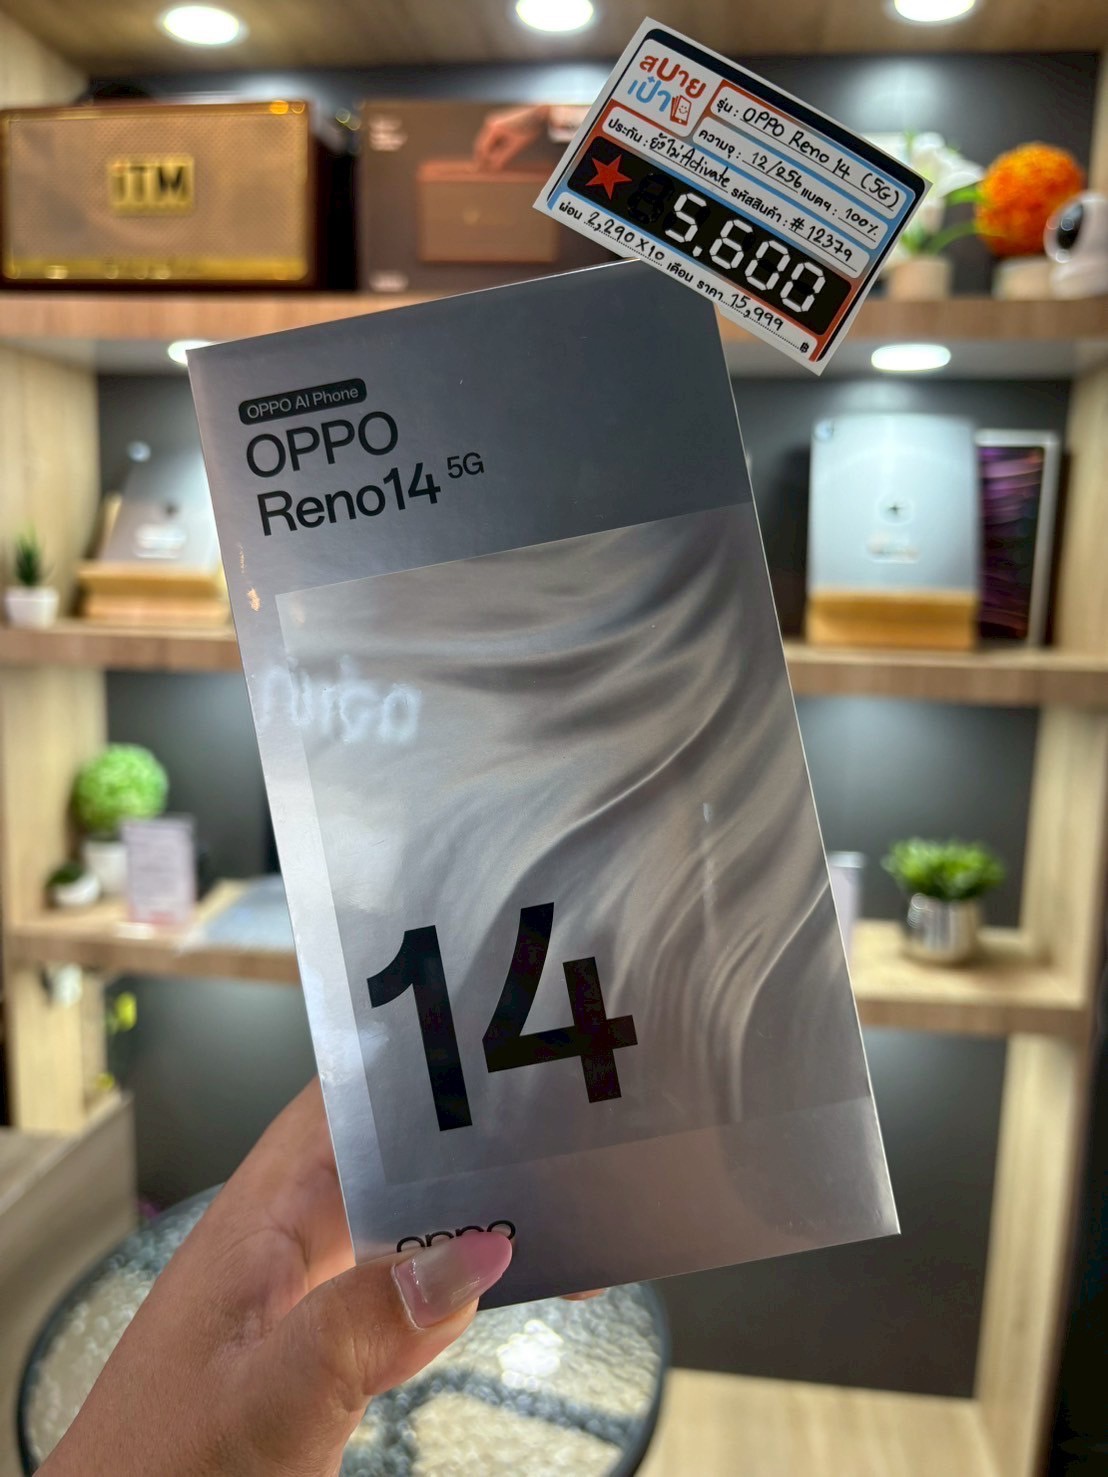 iTM
สบาย
เป๋า
รุ่น : OPPO Reno 14 (5G)
ความจุ : 12/256 แบตฯ : 100%
ประกัน : ยังไม่ Activate รหัสสินค้า : #12379
5,600
ผ่อน 2,290 x 10 เดือน ราคา 15,999 ฿
OPPO AI Phone
OPPO
Reno14 5G
14
oppo